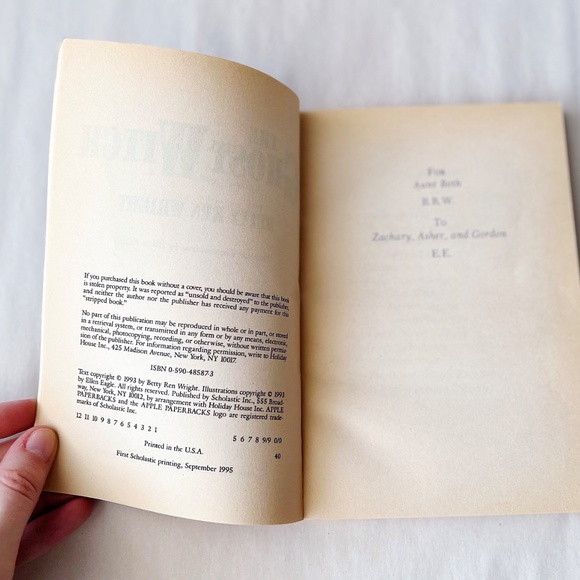 If you purchased this book without a cover, you should be aware that this book
is stolen property. It was reported as "unsold and destroyed" to the publisher,
and neither the author nor the publisher has received any payment for this
"stripped book."
No part of this publication may be reproduced in whole or in part, or stored
in a retrieval system, or transmitted in any form or by any means, electronic,
mechanical, photocopying, recording, or otherwise, without written permis-
sion of the publisher. For information regarding permission, write to Holiday
House Inc., 425 Madison Avenue, New York, NY 10017.
ISBN 0-590-48587-3
Text copyright © 1993 by Betty Ren Wright. Illustrations copyright © 1993
by Ellen Eagle. All rights reserved. Published by Scholastic Inc., 555 Broad-
way, New York, NY 10012, by arrangement with Holiday House Inc. APPLE
PAPERBACKS and the APPLE PAPERBACKS logo are registered trade-
marks of Scholastic Inc.
12 11 10 9 8 7 6 5 4 3 2 1 5 6 7 8 9/9 0/0
Printed in the U.S.A. 40
First Scholastic printing, September 1995
For
Aunt Beth
B.R.W.
To
Zachary, Asher, and Gordon
E.E.